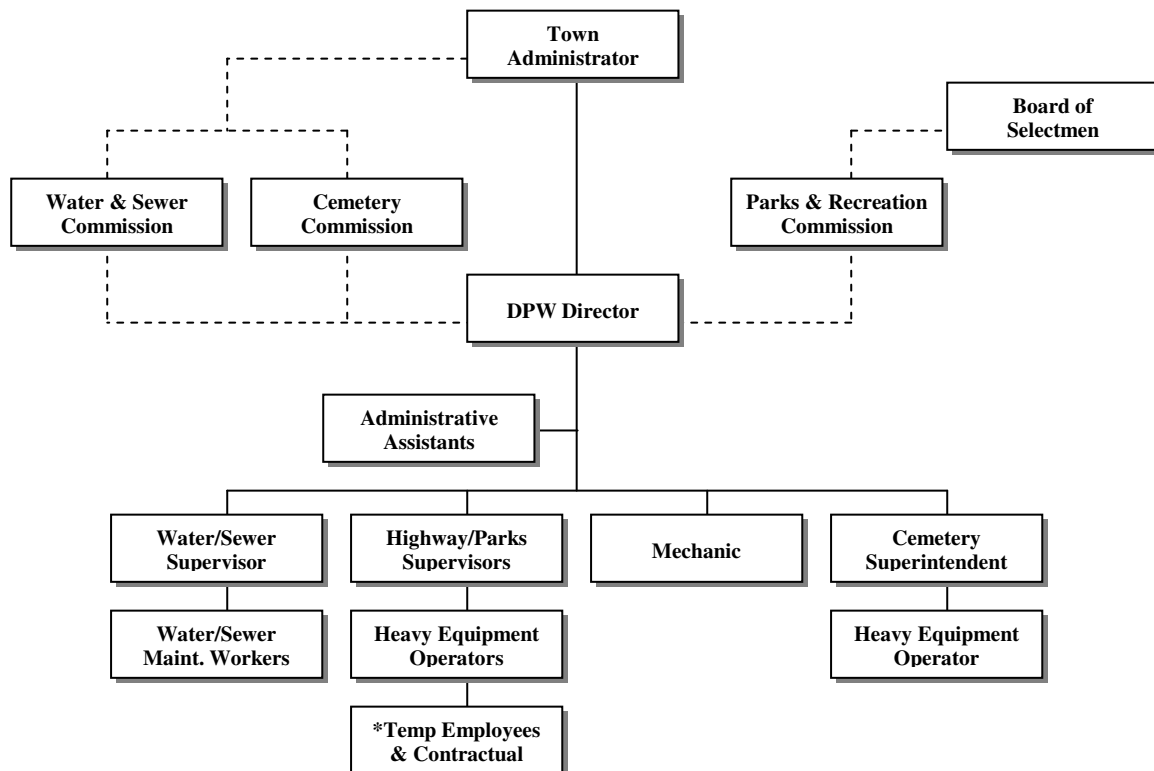 Town
Administrator
Board of
Selectmen
Water & Sewer
Commission
Cemetery
Commission
Parks & Recreation
Commission
DPW Director
Administrative
Assistants
Water/Sewer
Supervisor
Highway/Parks
Supervisors
Mechanic
Cemetery
Superintendent
Water/Sewer
Maint. Workers
Heavy Equipment
Operators
Heavy Equipment
Operator
*Temp Employees
& Contractual